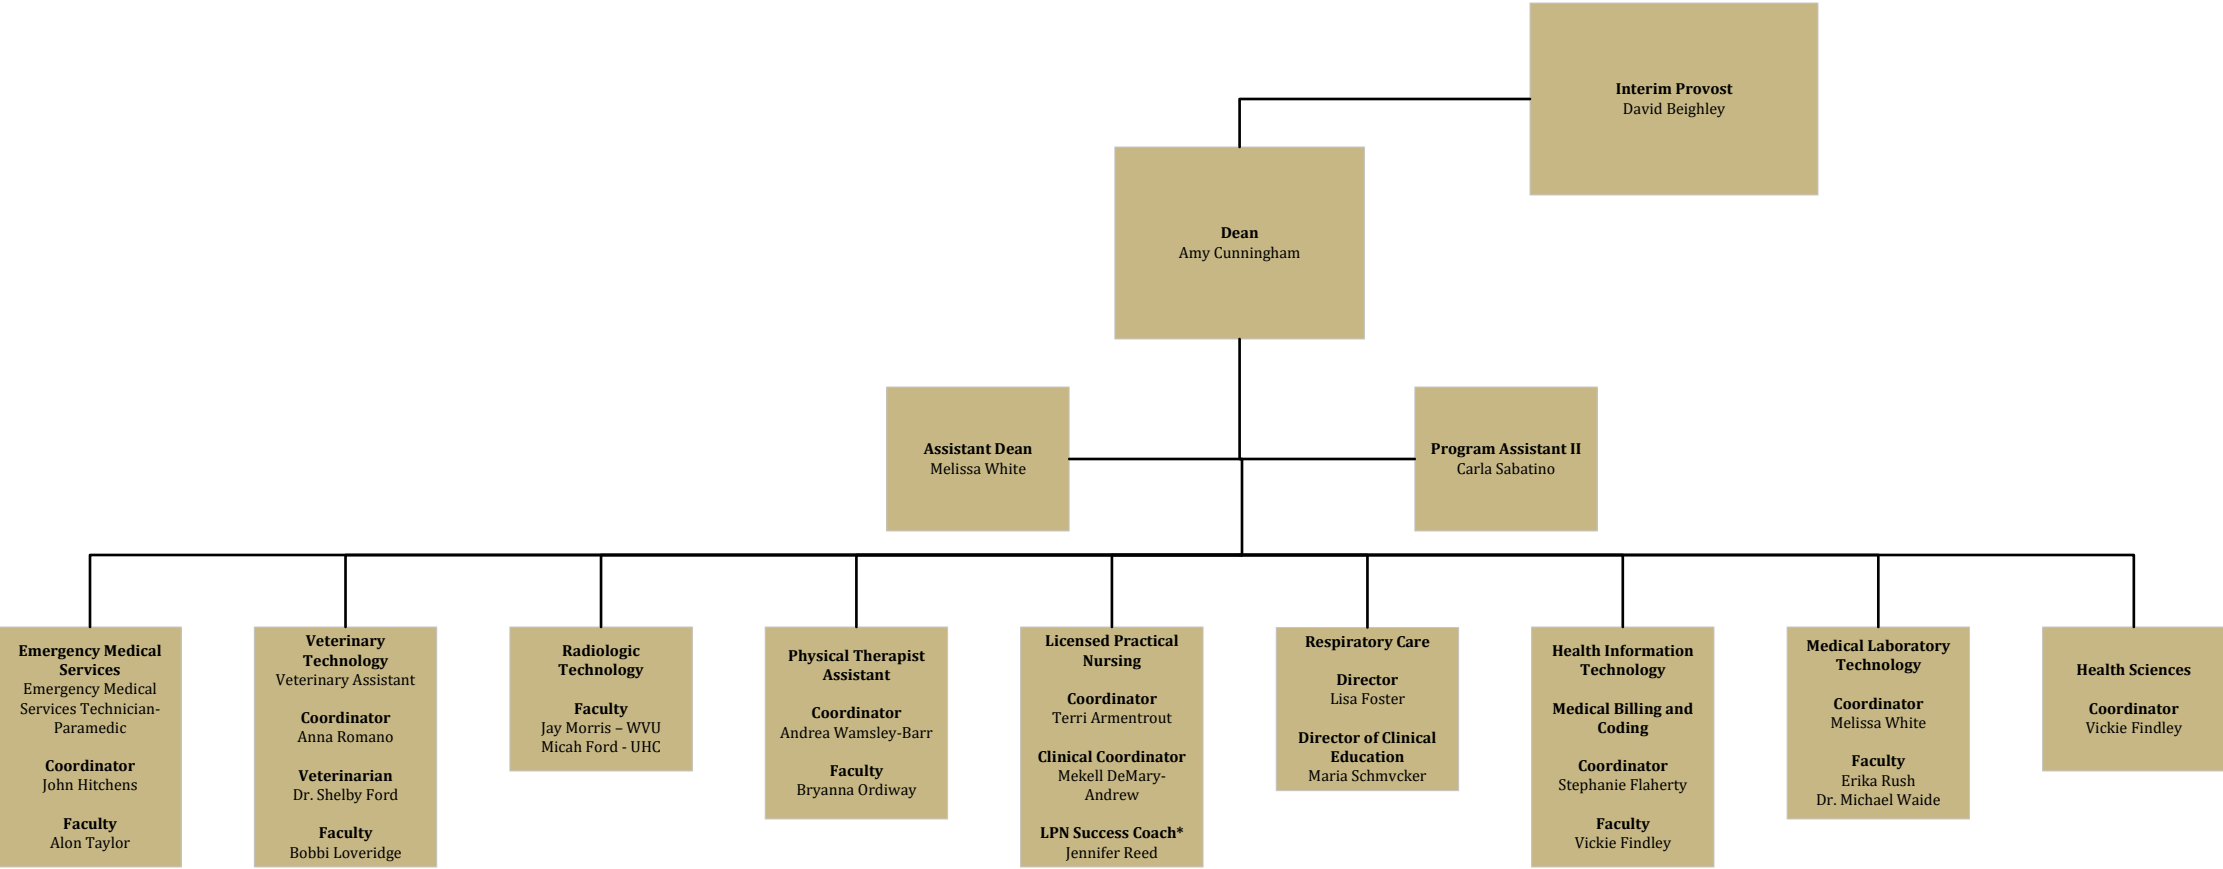 Interim Provost
David Beighley
Dean
Amy Cunningham
Assistant Dean
Melissa White
Program Assistant II
Carla Sabatino
Emergency Medical
Services
Emergency Medical
Services Technician-
Paramedic
Coordinator
John Hitchens
Faculty
Alon Taylor
Veterinary
Technology
Veterinary Assistant
Coordinator
Anna Romano
Veterinarian
Dr. Shelby Ford
Faculty
Bobbi Loveridge
Radiologic
Technology
Faculty
Jay Morris – WVU
Micah Ford - UHC
Physical Therapist
Assistant
Coordinator
Andrea Wamsley-Barr
Faculty
Bryanna Ordiway
Licensed Practical
Nursing
Coordinator
Terri Armentrout
Clinical Coordinator
Mekell DeMary-
Andrew
LPN Success Coach*
Jennifer Reed
Respiratory Care
Director
Lisa Foster
Director of Clinical
Education
Maria Schmvcker
Health Information
Technology
Medical Billing and
Coding
Coordinator
Stephanie Flaherty
Faculty
Vickie Findley
Medical Laboratory
Technology
Coordinator
Melissa White
Faculty
Erika Rush
Dr. Michael Waide
Health Sciences
Coordinator
Vickie Findley